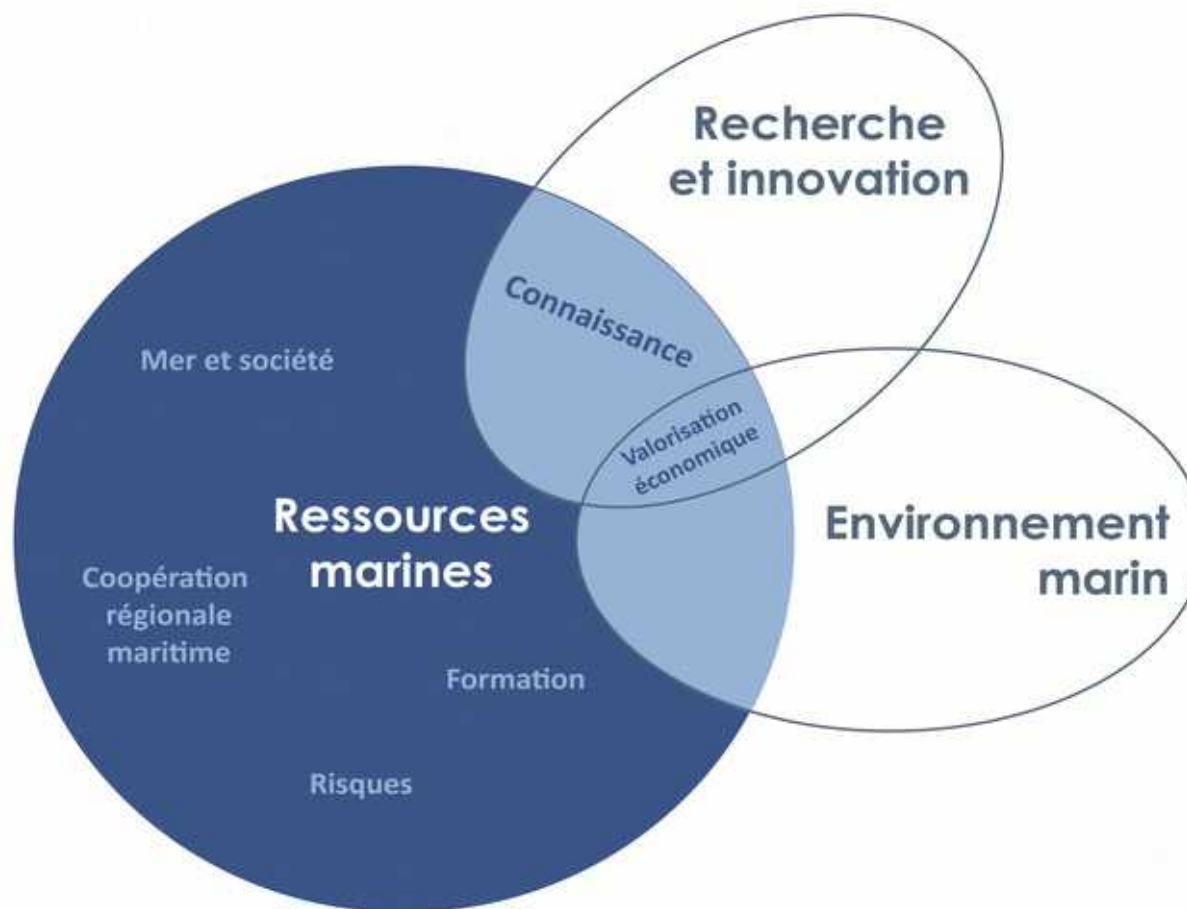 Recherche
et innovation
Connaissance
Mer et société
Valorisation
économique
Ressources
marines
Environnement
marin
Coopération
régionale
maritime
Formation
Risques